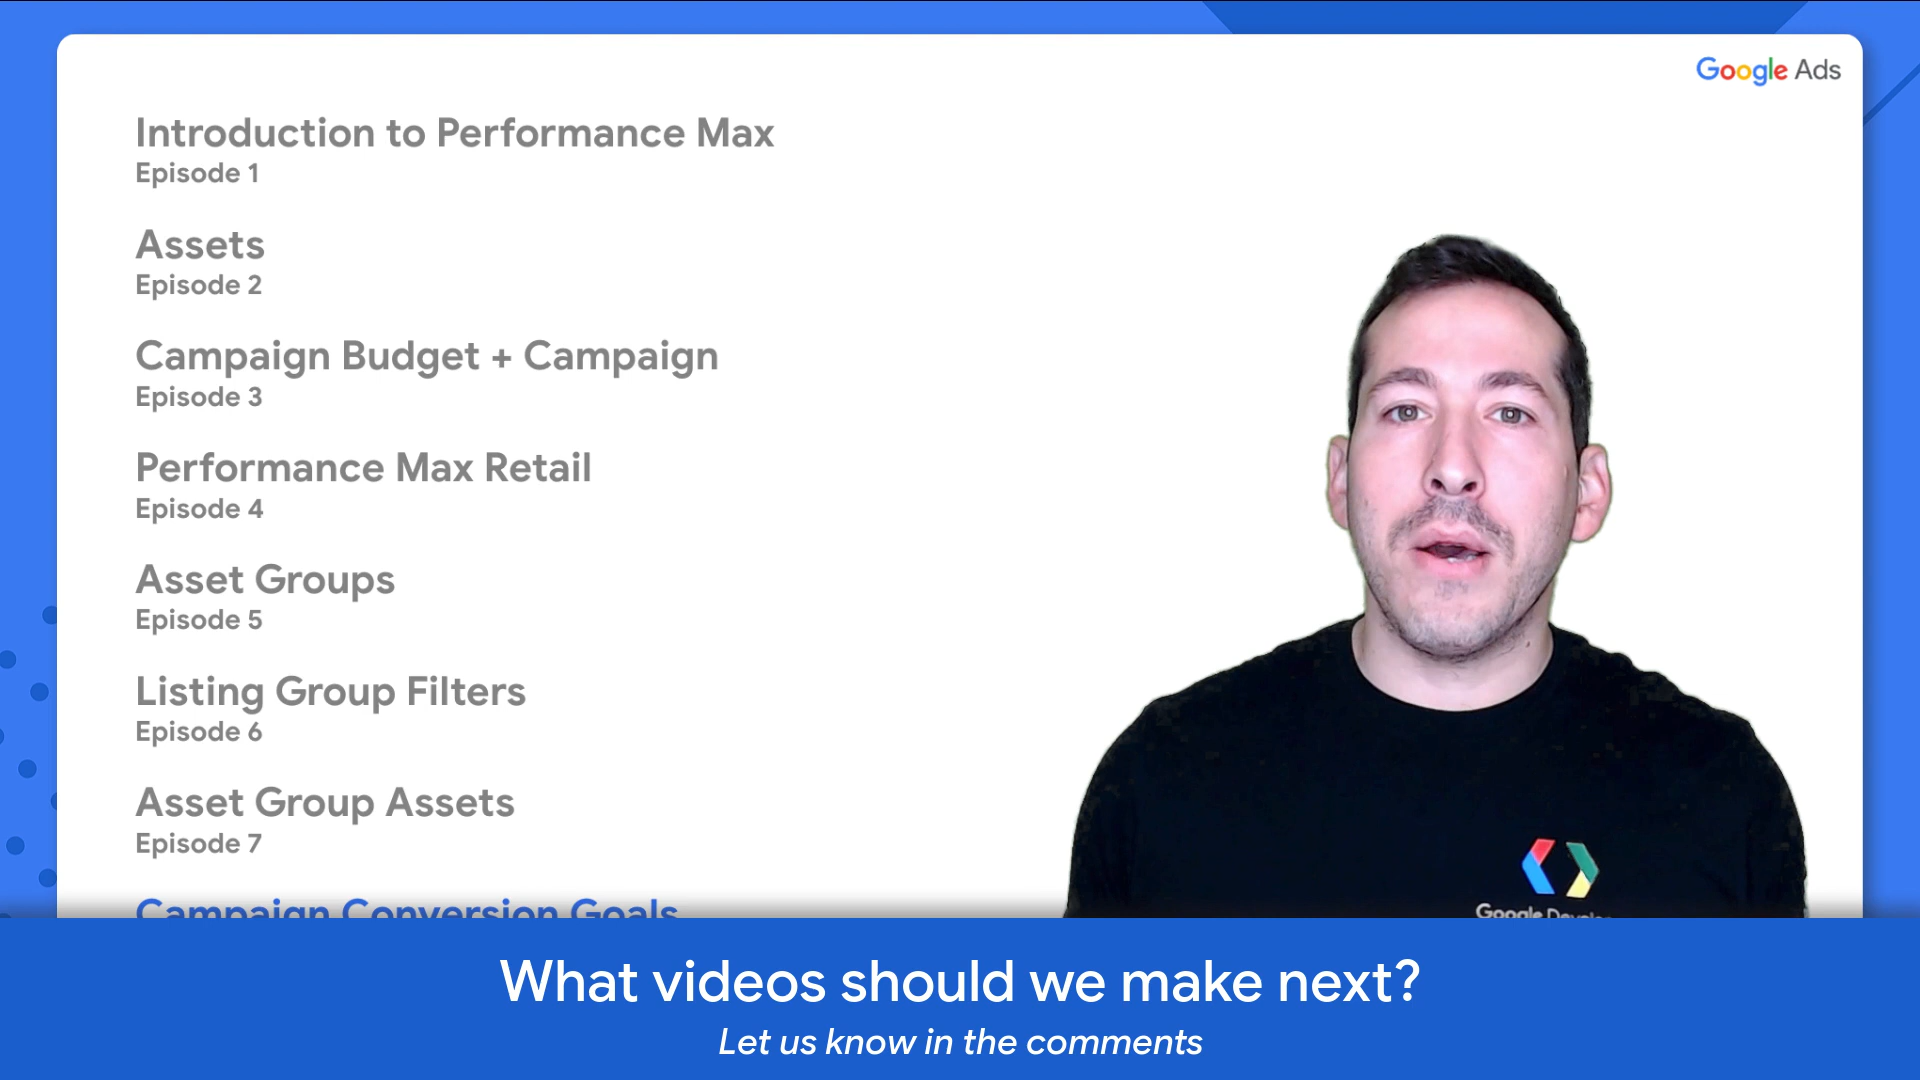 Google Ads
Introduction to Performance Max
Episode 1
Assets
Episode 2
Campaign Budget + Campaign
Episode 3
Performance Max Retail
Episode 4
Asset Groups
Episode 5
Listing Group Filters
Episode 6
Asset Group Assets
Episode 7
Campaign Conversion Goals
Google
What videos should we make next?
Let us know in the comments